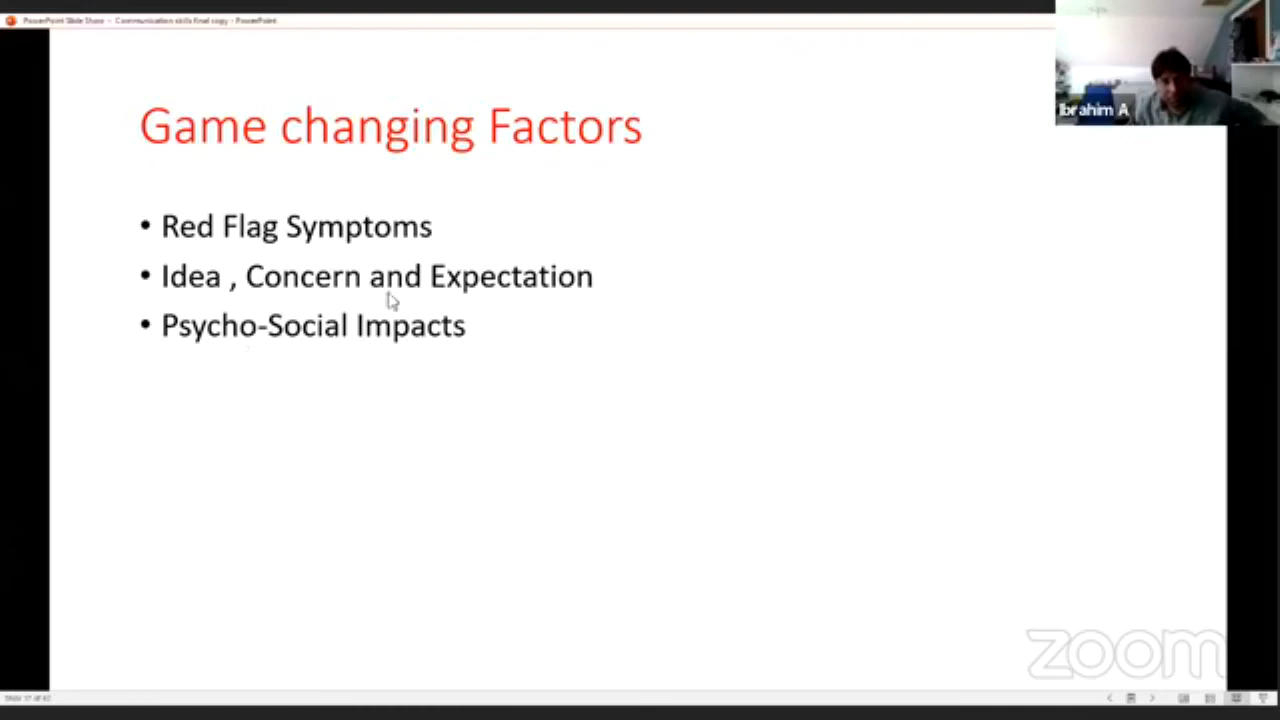 PowerPoint Slide Show - Communication skills final copy - PowerPoint
Ibrahim A
Game changing Factors
• Red Flag Symptoms
• Idea , Concern and Expectation
• Psycho-Social Impacts
zoom